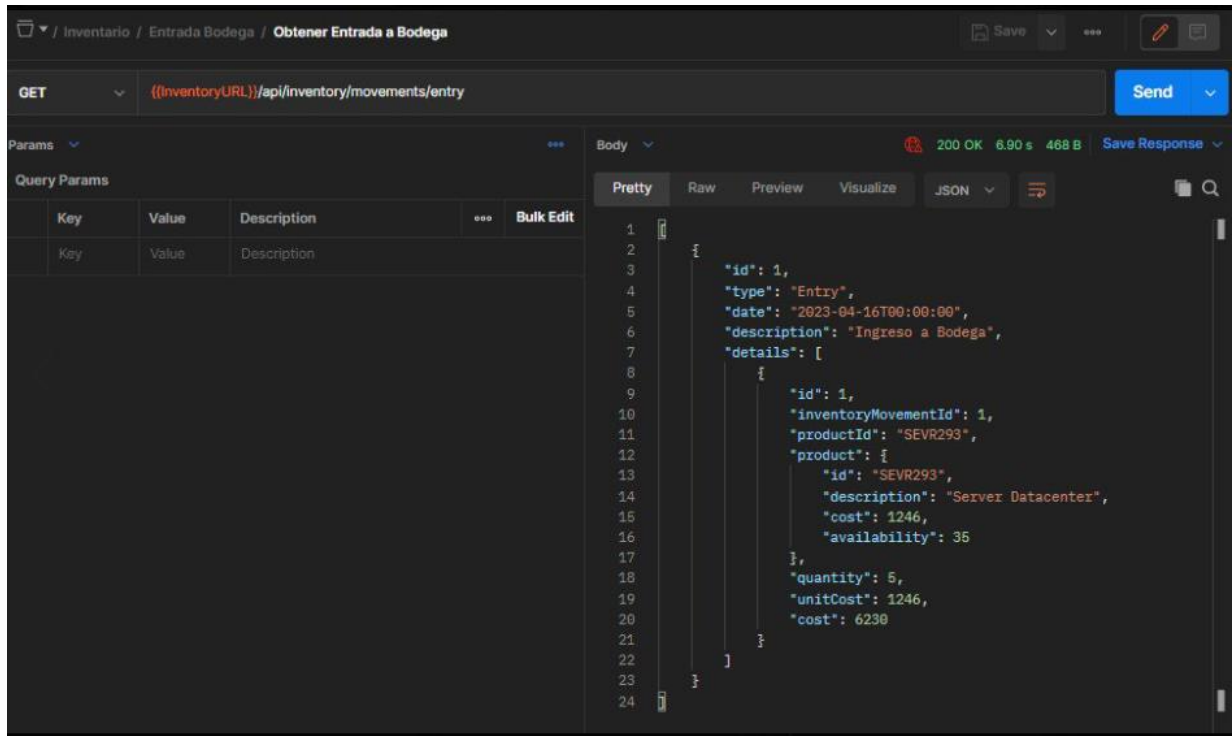 / Inventario / Entrada Bodega / Obtener Entrada a Bodega
Save
GET
{{InventoryURL}}/api/inventory/movements/entry
Send
Params
Query Params
Key Value Description Bulk Edit
Key Value Description
Body 200 OK 6.90 s 468 B Save Response
Pretty Raw Preview Visualize JSON
1 [
2 {
3 "id": 1,
4 "type": "Entry",
5 "date": "2023-04-16T00:00:00",
6 "description": "Ingreso a Bodega",
7 "details": [
8 {
9 "id": 1,
10 "inventoryMovementId": 1,
11 "productId": "SEVR293",
12 "product": {
13 "id": "SEVR293",
14 "description": "Server Datacenter",
15 "cost": 1246,
16 "availability": 35
17 },
18 "quantity": 5,
19 "unitCost": 1246,
20 "cost": 6230
21 }
22 ]
23 }
24 ]